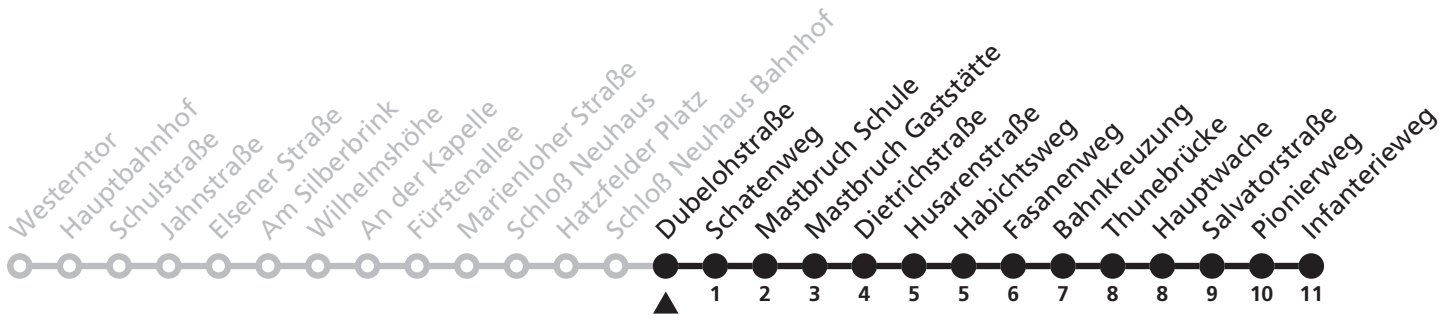 Westerntor
Hauptbahnhof
Schulstraße
Jahnstraße
Elsener Straße
Am Silberbrink
Wilhelmshöhe
An der Kapelle
Fürstenallee
Marienloher Straße
Schloß Neuhaus
Hatzfelder Platz
Schloß Neuhaus Bahnhof
Dubelohstraße
Schatenweg
Mastbruch Schule
Mastbruch Gaststätte
Dietrichstraße
Husarenstraße
Habichtsweg
Fasanenweg
Bahnkreuzung
Thunebrücke
Hauptwache
Salvatorstraße
Pionierweg
Infanterieweg
1 2 3 4 5 5 6 7 8 8 9 10 11